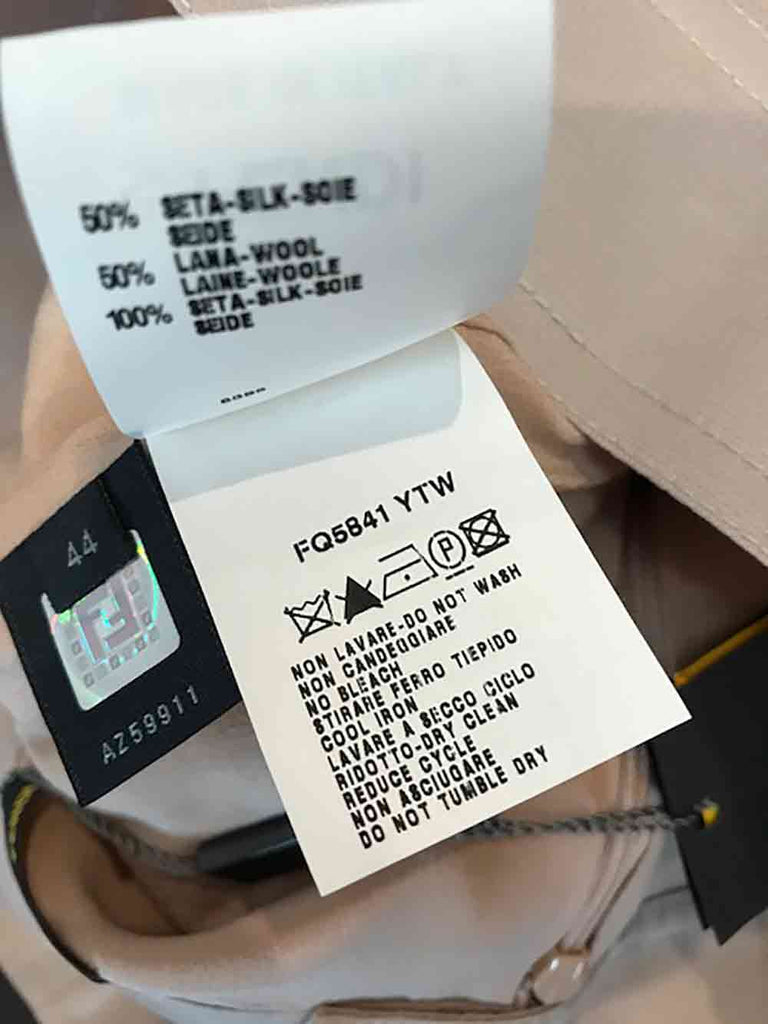 50% SETA-SILK-SOIE
SEIDE
50% LANA-WOOL
LAINE-WOOLE
100% SETA-SILK-SOIE
SEIDE
FQ5841 YTW
P
NON LAVARE-DO NOT WASH
NON CANDEGGIARE
NO BLEACH
STIRARE FERRO TIEPIDO
COOL IRON
LAVARE A SECCO CICLO
RIDOTTO-DRY CLEAN
REDUCE CYCLE
NON ASCIUGARE
DO NOT TUMBLE DRY
44
AZ59911